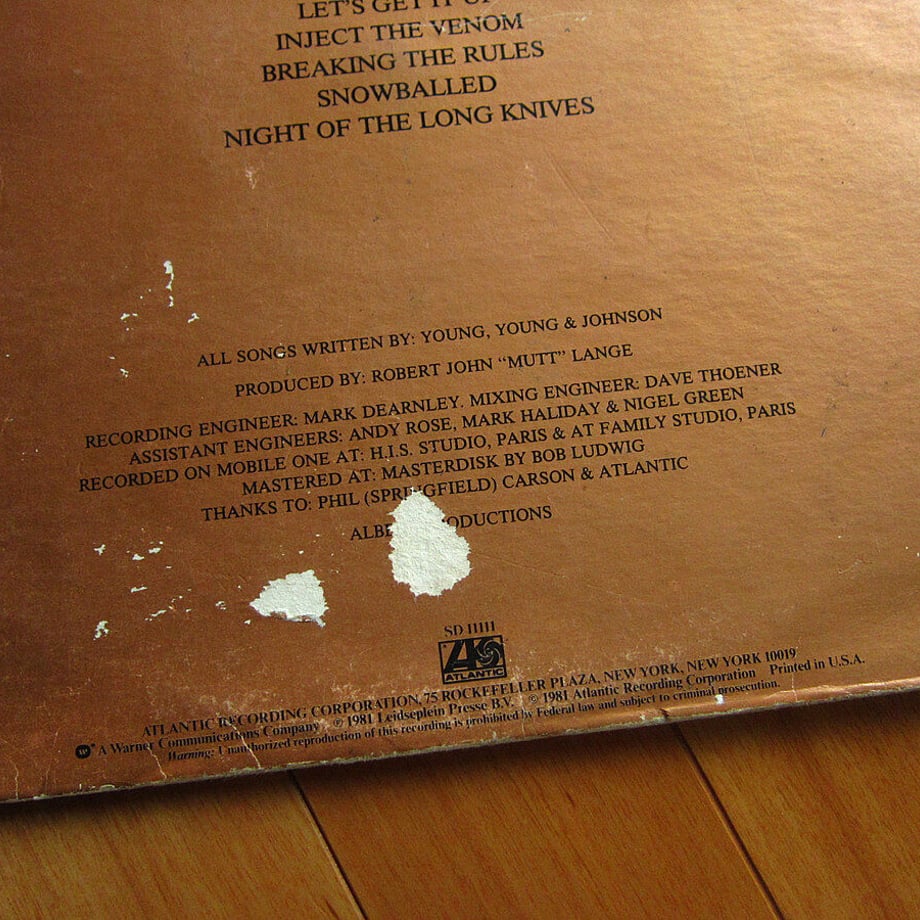 LET'S GET IT UP
INJECT THE VENOM
BREAKING THE RULES
SNOWBALLED
NIGHT OF THE LONG KNIVES
ALL SONGS WRITTEN BY: YOUNG, YOUNG & JOHNSON
PRODUCED BY: ROBERT JOHN “MUTT” LANGE
RECORDING ENGINEER: MARK DEARNLEY. MIXING ENGINEER: DAVE THOENER
ASSISTANT ENGINEERS: ANDY ROSE, MARK HALIDAY & NIGEL GREEN
RECORDED ON MOBILE ONE AT: H.I.S. STUDIO, PARIS & AT FAMILY STUDIO, PARIS
MASTERED AT: MASTERDISK BY BOB LUDWIG
THANKS TO: PHIL (SPRINGFIELD) CARSON & ATLANTIC
SD 11111
ATLANTIC
ATLANTIC RECORDING CORPORATION, 75 ROCKEFELLER PLAZA, NEW YORK, NEW YORK 10019
W ® A Warner Communications Company ℗ 1981 Leidseplein Presse B.V. ℗ 1981 Atlantic Recording Corporation Printed in U.S.A.
Warning: Unauthorized reproduction of this recording is prohibited by Federal law and subject to criminal prosecution.